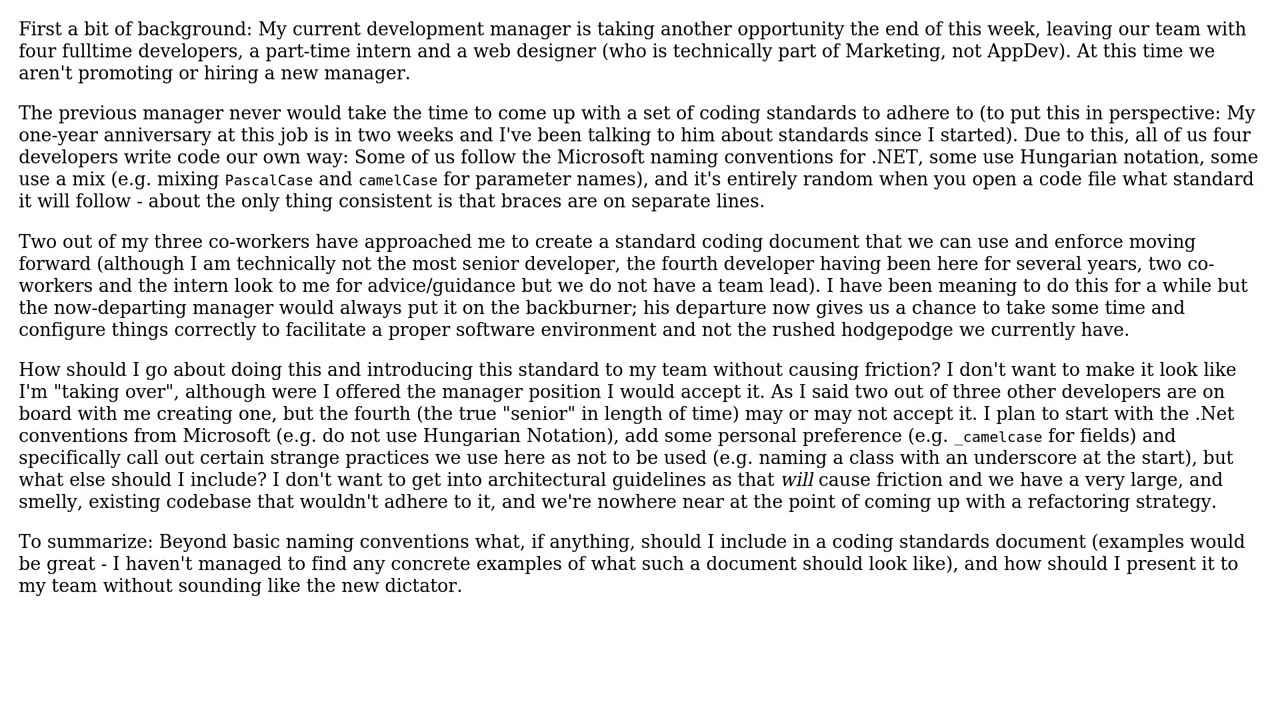 First a bit of background: My current development manager is taking another opportunity the end of this week, leaving our team with
four fulltime developers, a part-time intern and a web designer (who is technically part of Marketing, not AppDev). At this time we
aren't promoting or hiring a new manager.
The previous manager never would take the time to come up with a set of coding standards to adhere to (to put this in perspective: My
one-year anniversary at this job is in two weeks and I've been talking to him about standards since I started). Due to this, all of us four
developers write code our own way: Some of us follow the Microsoft naming conventions for .NET, some use Hungarian notation, some
use a mix (e.g. mixing PascalCase and camelCase for parameter names), and it's entirely random when you open a code file what standard
it will follow - about the only thing consistent is that braces are on separate lines.
Two out of my three co-workers have approached me to create a standard coding document that we can use and enforce moving
forward (although I am technically not the most senior developer, the fourth developer having been here for several years, two co-
workers and the intern look to me for advice/guidance but we do not have a team lead). I have been meaning to do this for a while but
the now-departing manager would always put it on the backburner; his departure now gives us a chance to take some time and
configure things correctly to facilitate a proper software environment and not the rushed hodgepodge we currently have.
How should I go about doing this and introducing this standard to my team without causing friction? I don't want to make it look like
I'm "taking over", although were I offered the manager position I would accept it. As I said two out of three other developers are on
board with me creating one, but the fourth (the true "senior" in length of time) may or may not accept it. I plan to start with the .Net
conventions from Microsoft (e.g. do not use Hungarian Notation), add some personal preference (e.g. _camelcase for fields) and
specifically call out certain strange practices we use here as not to be used (e.g. naming a class with an underscore at the start), but
what else should I include? I don't want to get into architectural guidelines as that will cause friction and we have a very large, and
smelly, existing codebase that wouldn't adhere to it, and we're nowhere near at the point of coming up with a refactoring strategy.
To summarize: Beyond basic naming conventions what, if anything, should I include in a coding standards document (examples would
be great - I haven't managed to find any concrete examples of what such a document should look like), and how should I present it to
my team without sounding like the new dictator.